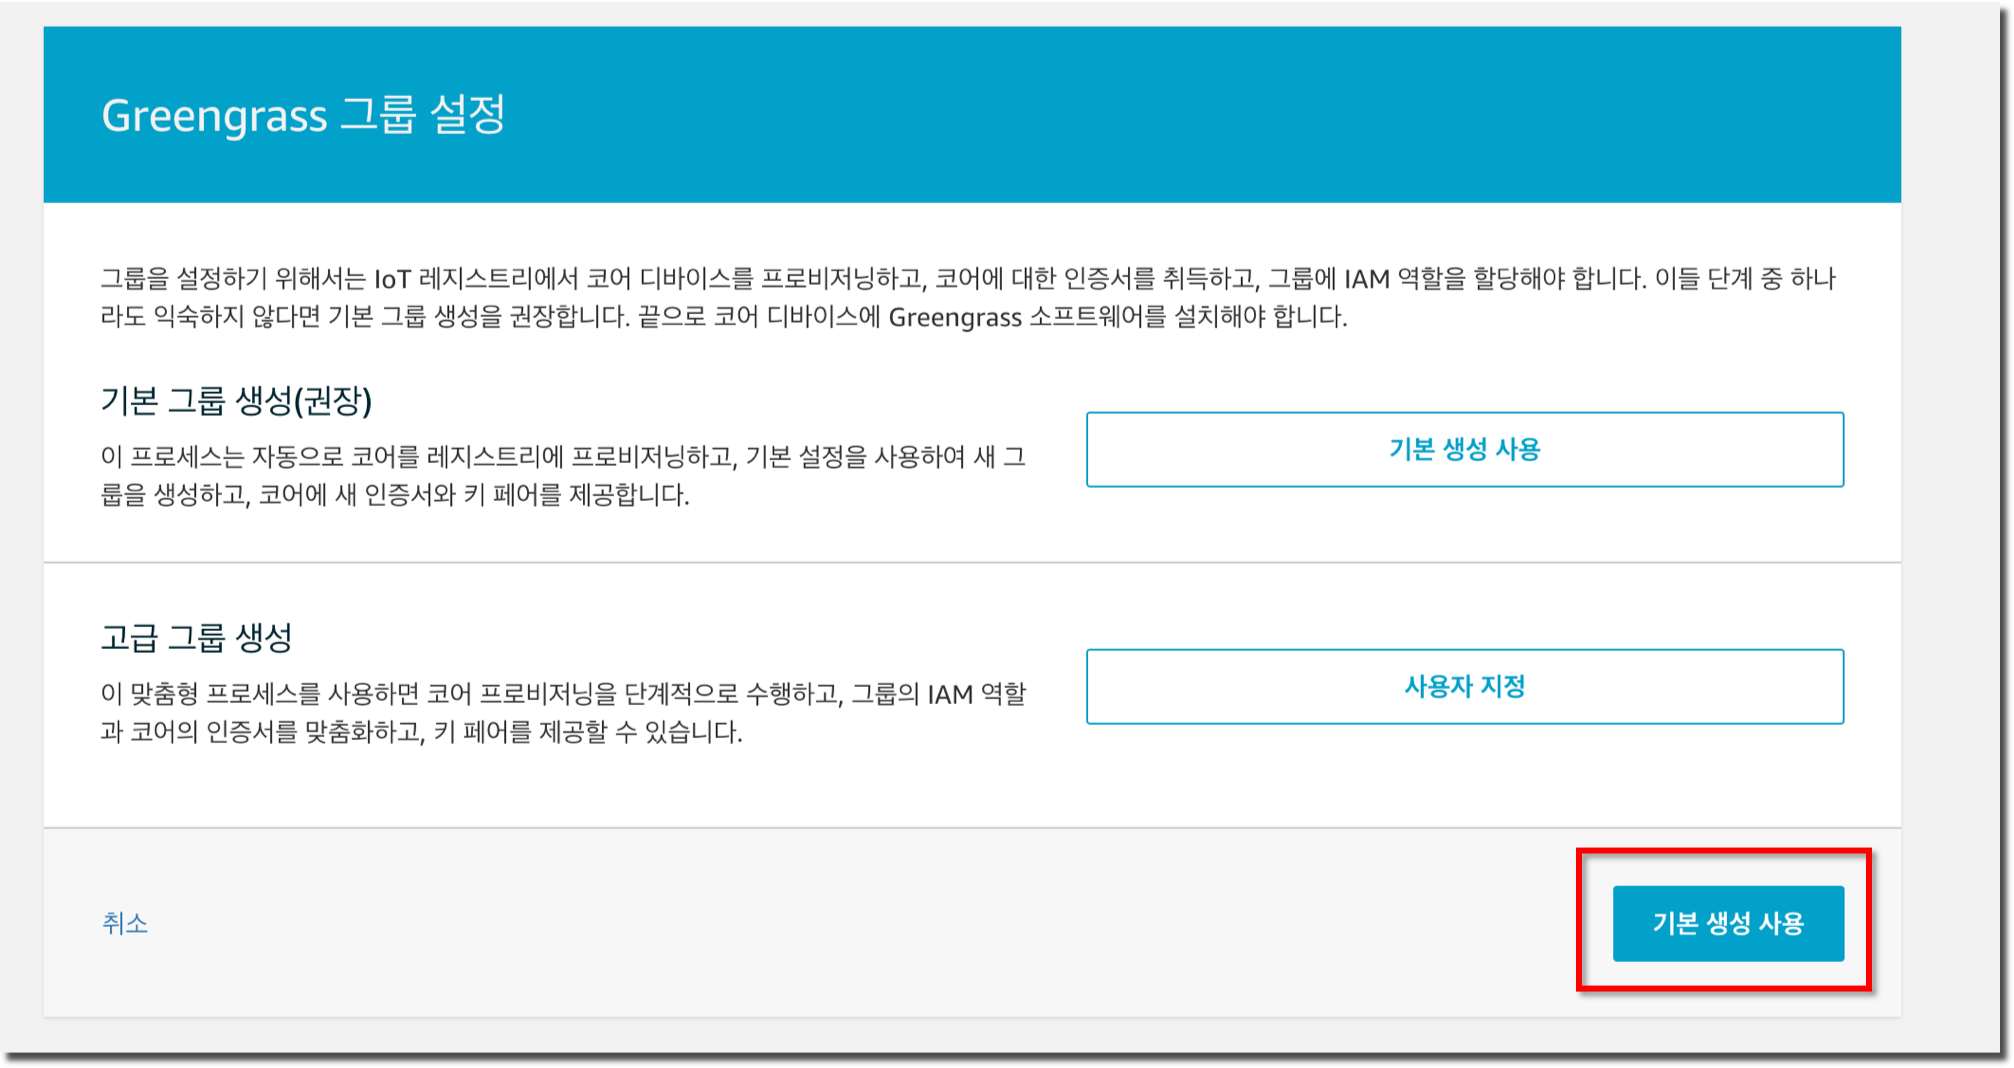 Greengrass 그룹 설정
그룹을 설정하기 위해서는 IoT 레지스트리에서 코어 디바이스를 프로비저닝하고, 코어에 대한 인증서를 취득하고, 그룹에 IAM 역할을 할당해야 합니다. 이들 단계 중 하나
라도 익숙하지 않다면 기본 그룹 생성을 권장합니다. 끝으로 코어 디바이스에 Greengrass 소프트웨어를 설치해야 합니다.
기본 그룹 생성(권장)
이 프로세스는 자동으로 코어를 레지스트리에 프로비저닝하고, 기본 설정을 사용하여 새 그
룹을 생성하고, 코어에 새 인증서와 키 페어를 제공합니다.
기본 생성 사용
고급 그룹 생성
이 맞춤형 프로세스를 사용하면 코어 프로비저닝을 단계적으로 수행하고, 그룹의 IAM 역할
과 코어의 인증서를 맞춤화하고, 키 페어를 제공할 수 있습니다.
사용자 지정
취소
기본 생성 사용